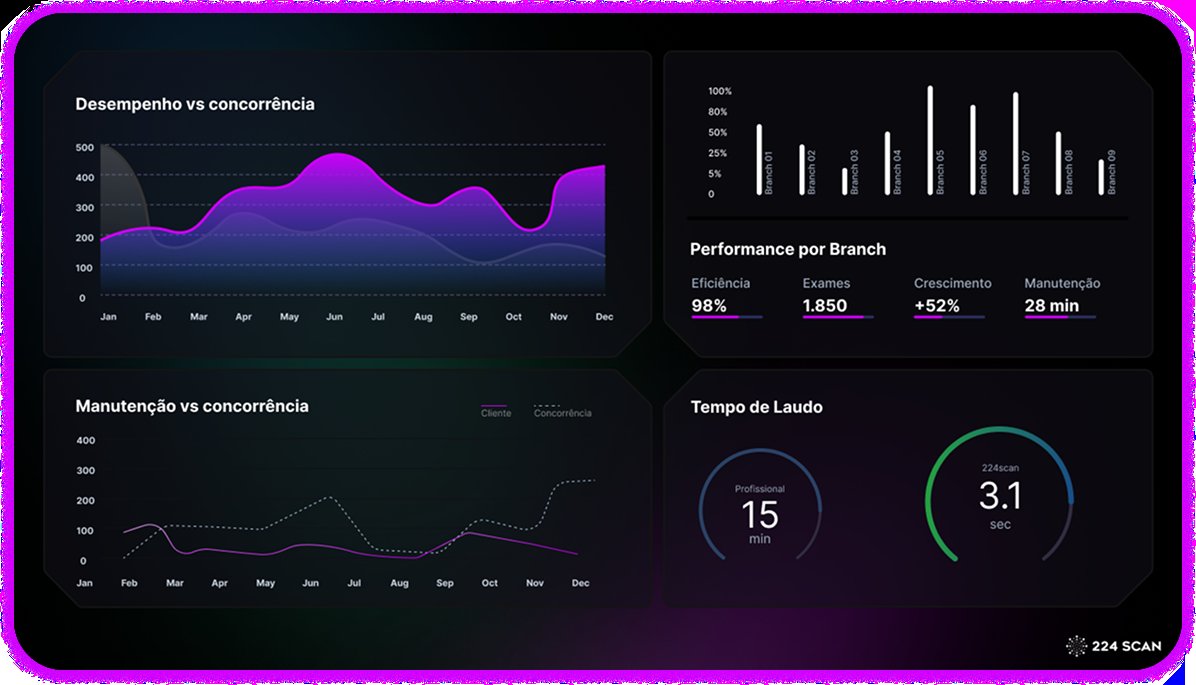 Desempenho vs concorrência
500
400
300
200
100
0
Jan Feb Mar Apr May Jun Jul Aug Sep Oct Nov Dec
100%
80%
50%
25%
5%
0
Branch 01
Branch 02
Branch 03
Branch 04
Branch 05
Branch 06
Branch 07
Branch 08
Branch 09
Performance por Branch
Eficiência Exames Crescimento Manutenção
98% 1.850 +52% 28 min
Manutenção vs concorrência
Cliente Concorrência
400
300
200
100
0
Jan Feb Mar Apr May Jun Jul Aug Sep Oct Nov Dec
Tempo de Laudo
Profissional
15
min
224scan
3.1
sec
224 SCAN